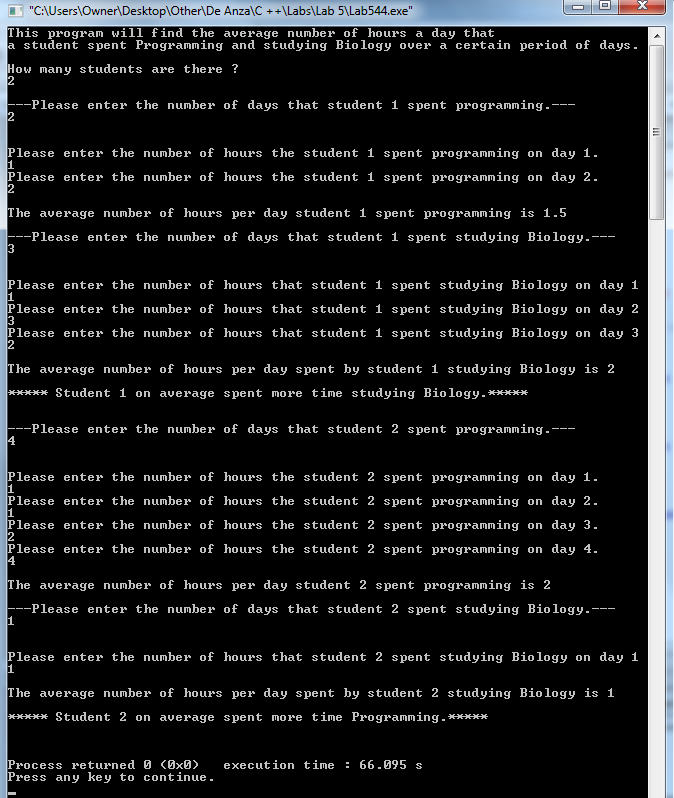 "C:\Users\Owner\Desktop\Other\De Anza\C ++\Labs\Lab 5\Lab544.exe"
This program will find the average number of hours a day that
a student spent Programming and studying Biology over a certain period of days.
How many students are there ?
2
---Please enter the number of days that student 1 spent programming.---
2
Please enter the number of hours the student 1 spent programming on day 1.
1
Please enter the number of hours the student 1 spent programming on day 2.
2
The average number of hours per day student 1 spent programming is 1.5
---Please enter the number of days that student 1 spent studying Biology.---
3
Please enter the number of hours that student 1 spent studying Biology on day 1
1
Please enter the number of hours that student 1 spent studying Biology on day 2
3
Please enter the number of hours that student 1 spent studying Biology on day 3
2
The average number of hours per day spent by student 1 studying Biology is 2
***** Student 1 on average spent more time studying Biology.*****
---Please enter the number of days that student 2 spent programming.---
4
Please enter the number of hours the student 2 spent programming on day 1.
1
Please enter the number of hours the student 2 spent programming on day 2.
1
Please enter the number of hours the student 2 spent programming on day 3.
2
Please enter the number of hours the student 2 spent programming on day 4.
4
The average number of hours per day student 2 spent programming is 2
---Please enter the number of days that student 2 spent studying Biology.---
1
Please enter the number of hours that student 2 spent studying Biology on day 1
1
The average number of hours per day spent by student 2 studying Biology is 1
***** Student 2 on average spent more time Programming.*****
Process returned 0 (0x0)   execution time : 66.095 s
Press any key to continue.